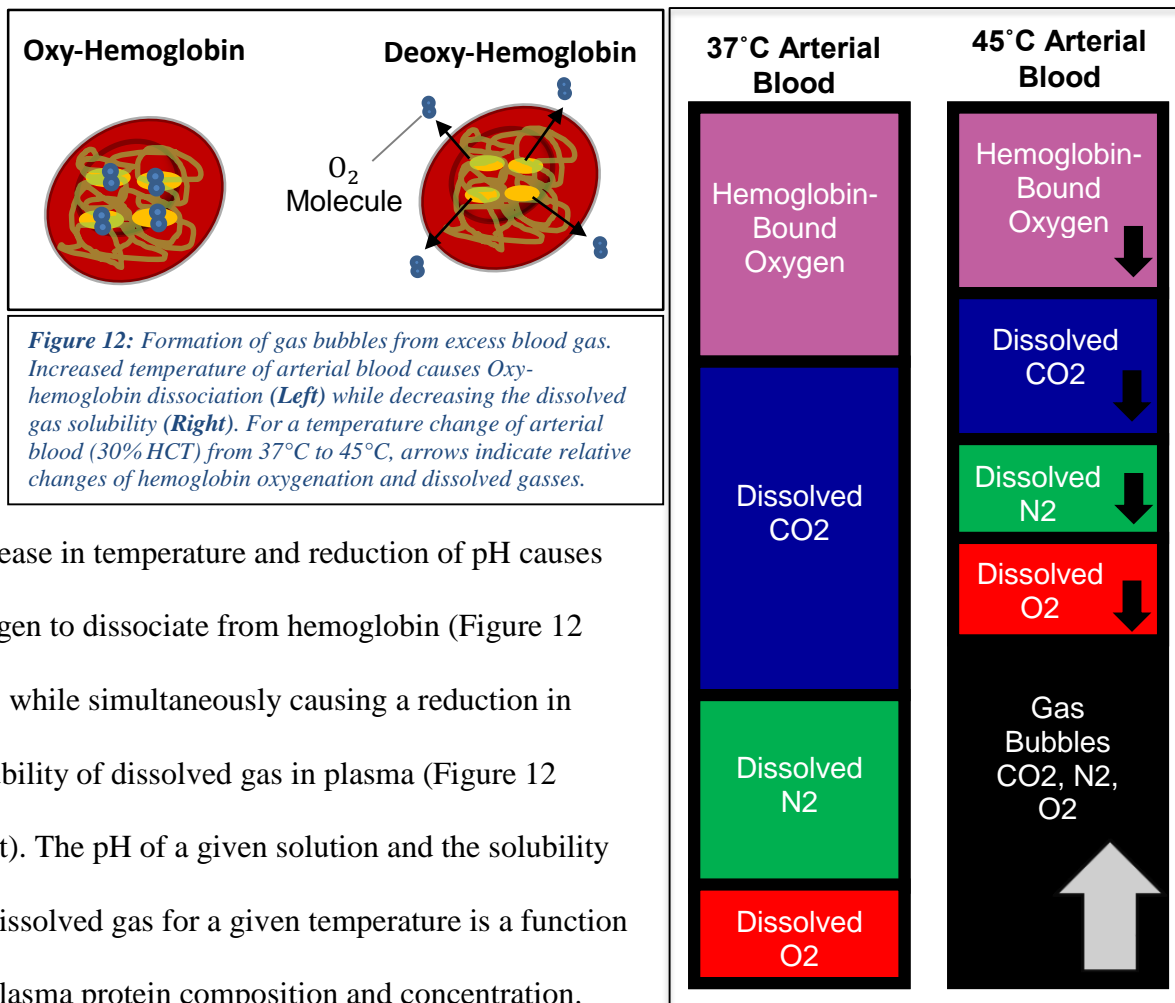 Oxy-Hemoglobin
Deoxy-Hemoglobin
O₂
Molecule
Figure 12: Formation of gas bubbles from excess blood gas.
Increased temperature of arterial blood causes Oxy-
hemoglobin dissociation (Left) while decreasing the dissolved
gas solubility (Right). For a temperature change of arterial
blood (30% HCT) from 37°C to 45°C, arrows indicate relative
changes of hemoglobin oxygenation and dissolved gasses.
ease in temperature and reduction of pH causes
gen to dissociate from hemoglobin (Figure 12
while simultaneously causing a reduction in
bility of dissolved gas in plasma (Figure 12
t). The pH of a given solution and the solubility
issolved gas for a given temperature is a function
lasma protein composition and concentration.
37˚C Arterial
Blood
Hemoglobin-
Bound
Oxygen
Dissolved
CO2
Dissolved
N2
Dissolved
O2
45˚C Arterial
Blood
Hemoglobin-
Bound
Oxygen
Dissolved
CO2
Dissolved
N2
Dissolved
O2
Gas
Bubbles
CO2, N2,
O2